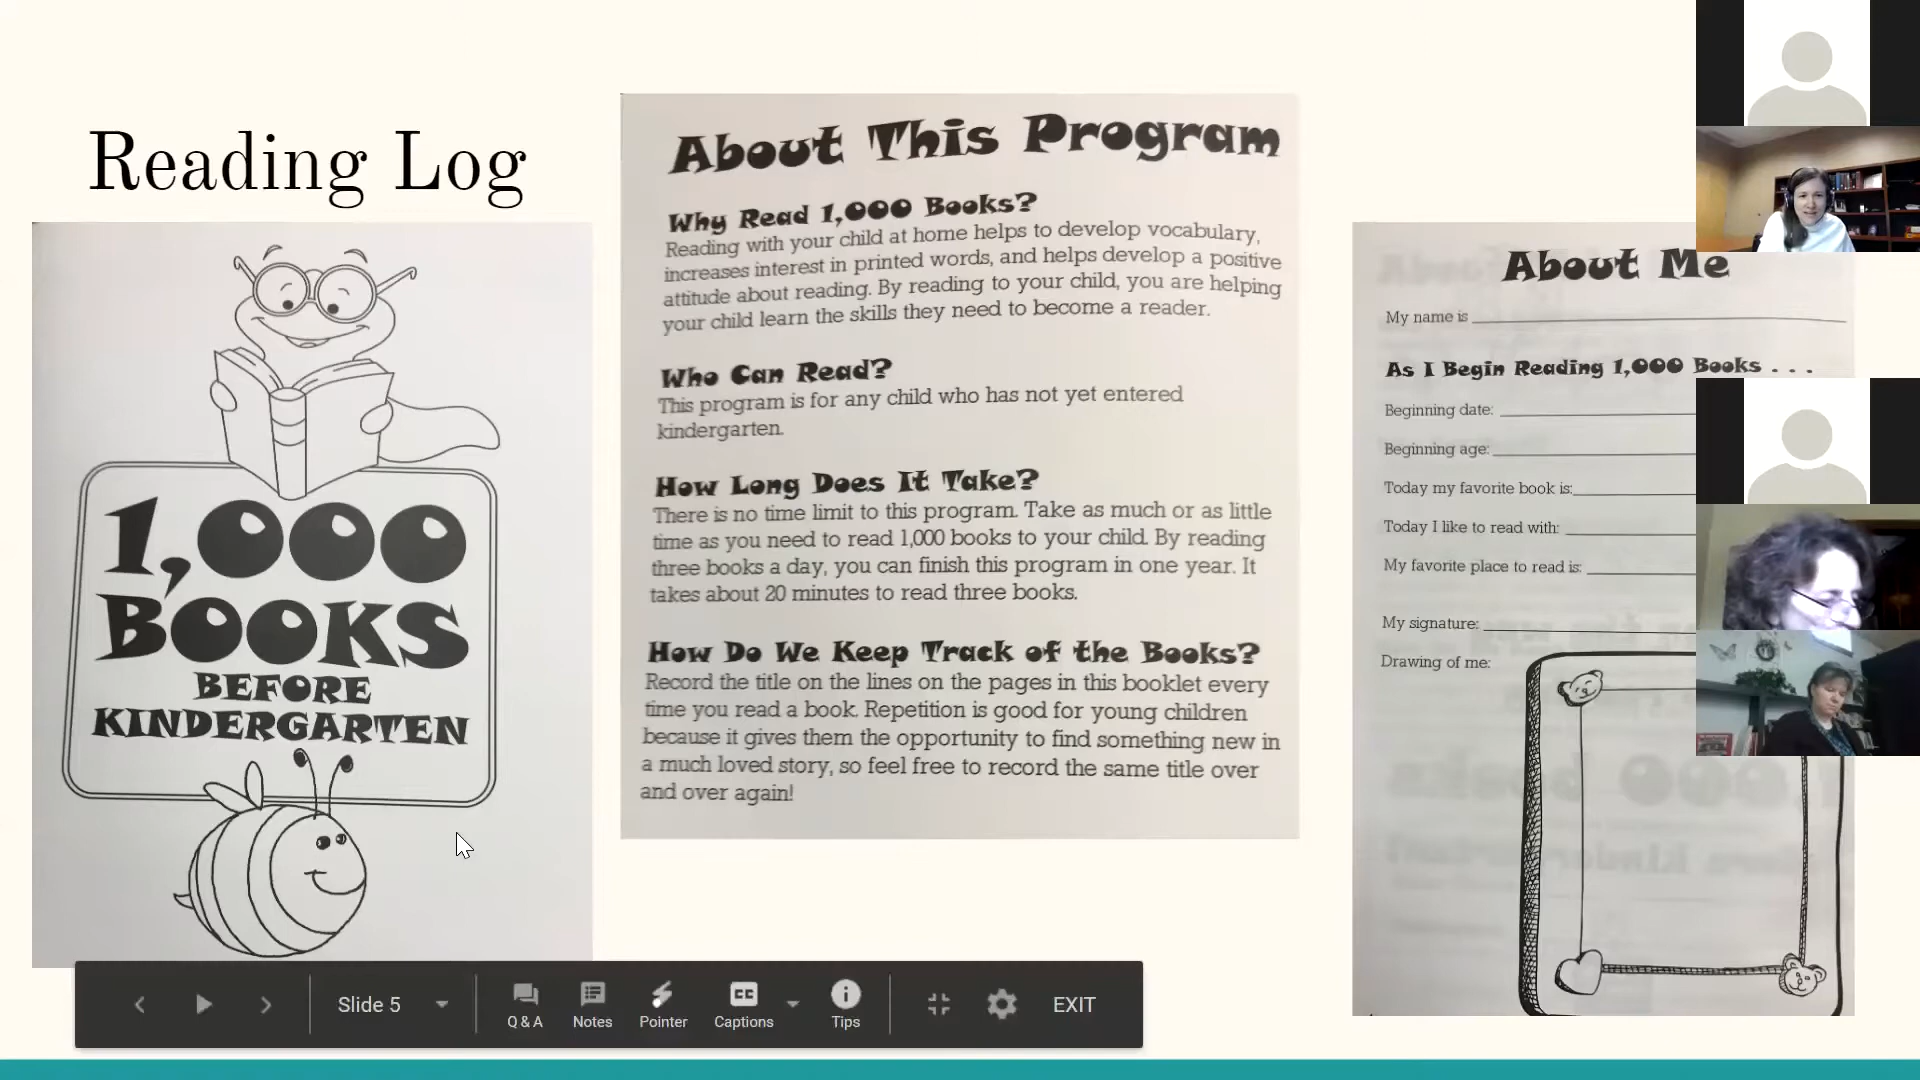 Reading Log
1,000
BOOKS
BEFORE
KINDERGARTEN
About This Program
Why Read 1,000 Books?
Reading with your child at home helps to develop vocabulary,
increases interest in printed words, and helps develop a positive
attitude about reading. By reading to your child, you are helping
your child learn the skills they need to become a reader.
Who Can Read?
This program is for any child who has not yet entered
kindergarten.
How Long Does It Take?
There is no time limit to this program. Take as much or as little
time as you need to read 1,000 books to your child. By reading
three books a day, you can finish this program in one year. It
takes about 20 minutes to read three books.
How Do We Keep Track of the Books?
Record the title on the lines on the pages in this booklet every
time you read a book. Repetition is good for young children
because it gives them the opportunity to find something new in
a much loved story, so feel free to record the same title over
and over again!
About Me
My name is
As I Begin Reading 1,000 Books . . .
Beginning date:
Beginning age:
Today my favorite book is:
Today I like to read with:
My favorite place to read is:
My signature:
Drawing of me:
Slide 5
Q & A
Notes
Pointer
CC
Captions
Tips
EXIT